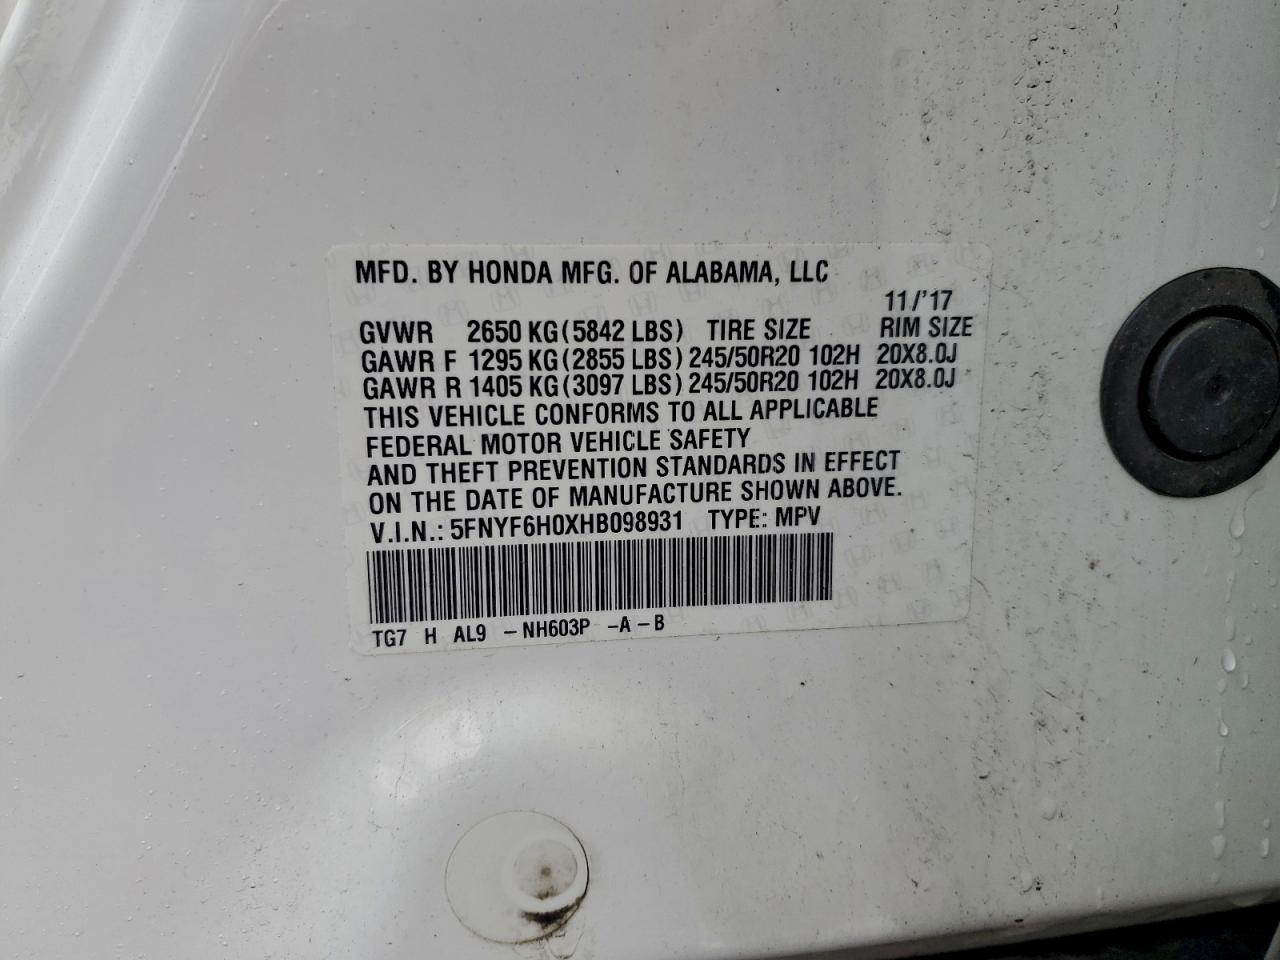 MFD. BY HONDA MFG. OF ALABAMA, LLC
11/'17
GVWR 2650 KG(5842 LBS) TIRE SIZE RIM SIZE
GAWR F 1295 KG(2855 LBS) 245/50R20 102H 20X8.0J
GAWR R 1405 KG(3097 LBS) 245/50R20 102H 20X8.0J
THIS VEHICLE CONFORMS TO ALL APPLICABLE
FEDERAL MOTOR VEHICLE SAFETY
AND THEFT PREVENTION STANDARDS IN EFFECT
ON THE DATE OF MANUFACTURE SHOWN ABOVE.
V.I.N.: 5FNYF6H0XHB098931 TYPE: MPV
TG7 H AL9 -NH603P -A-B